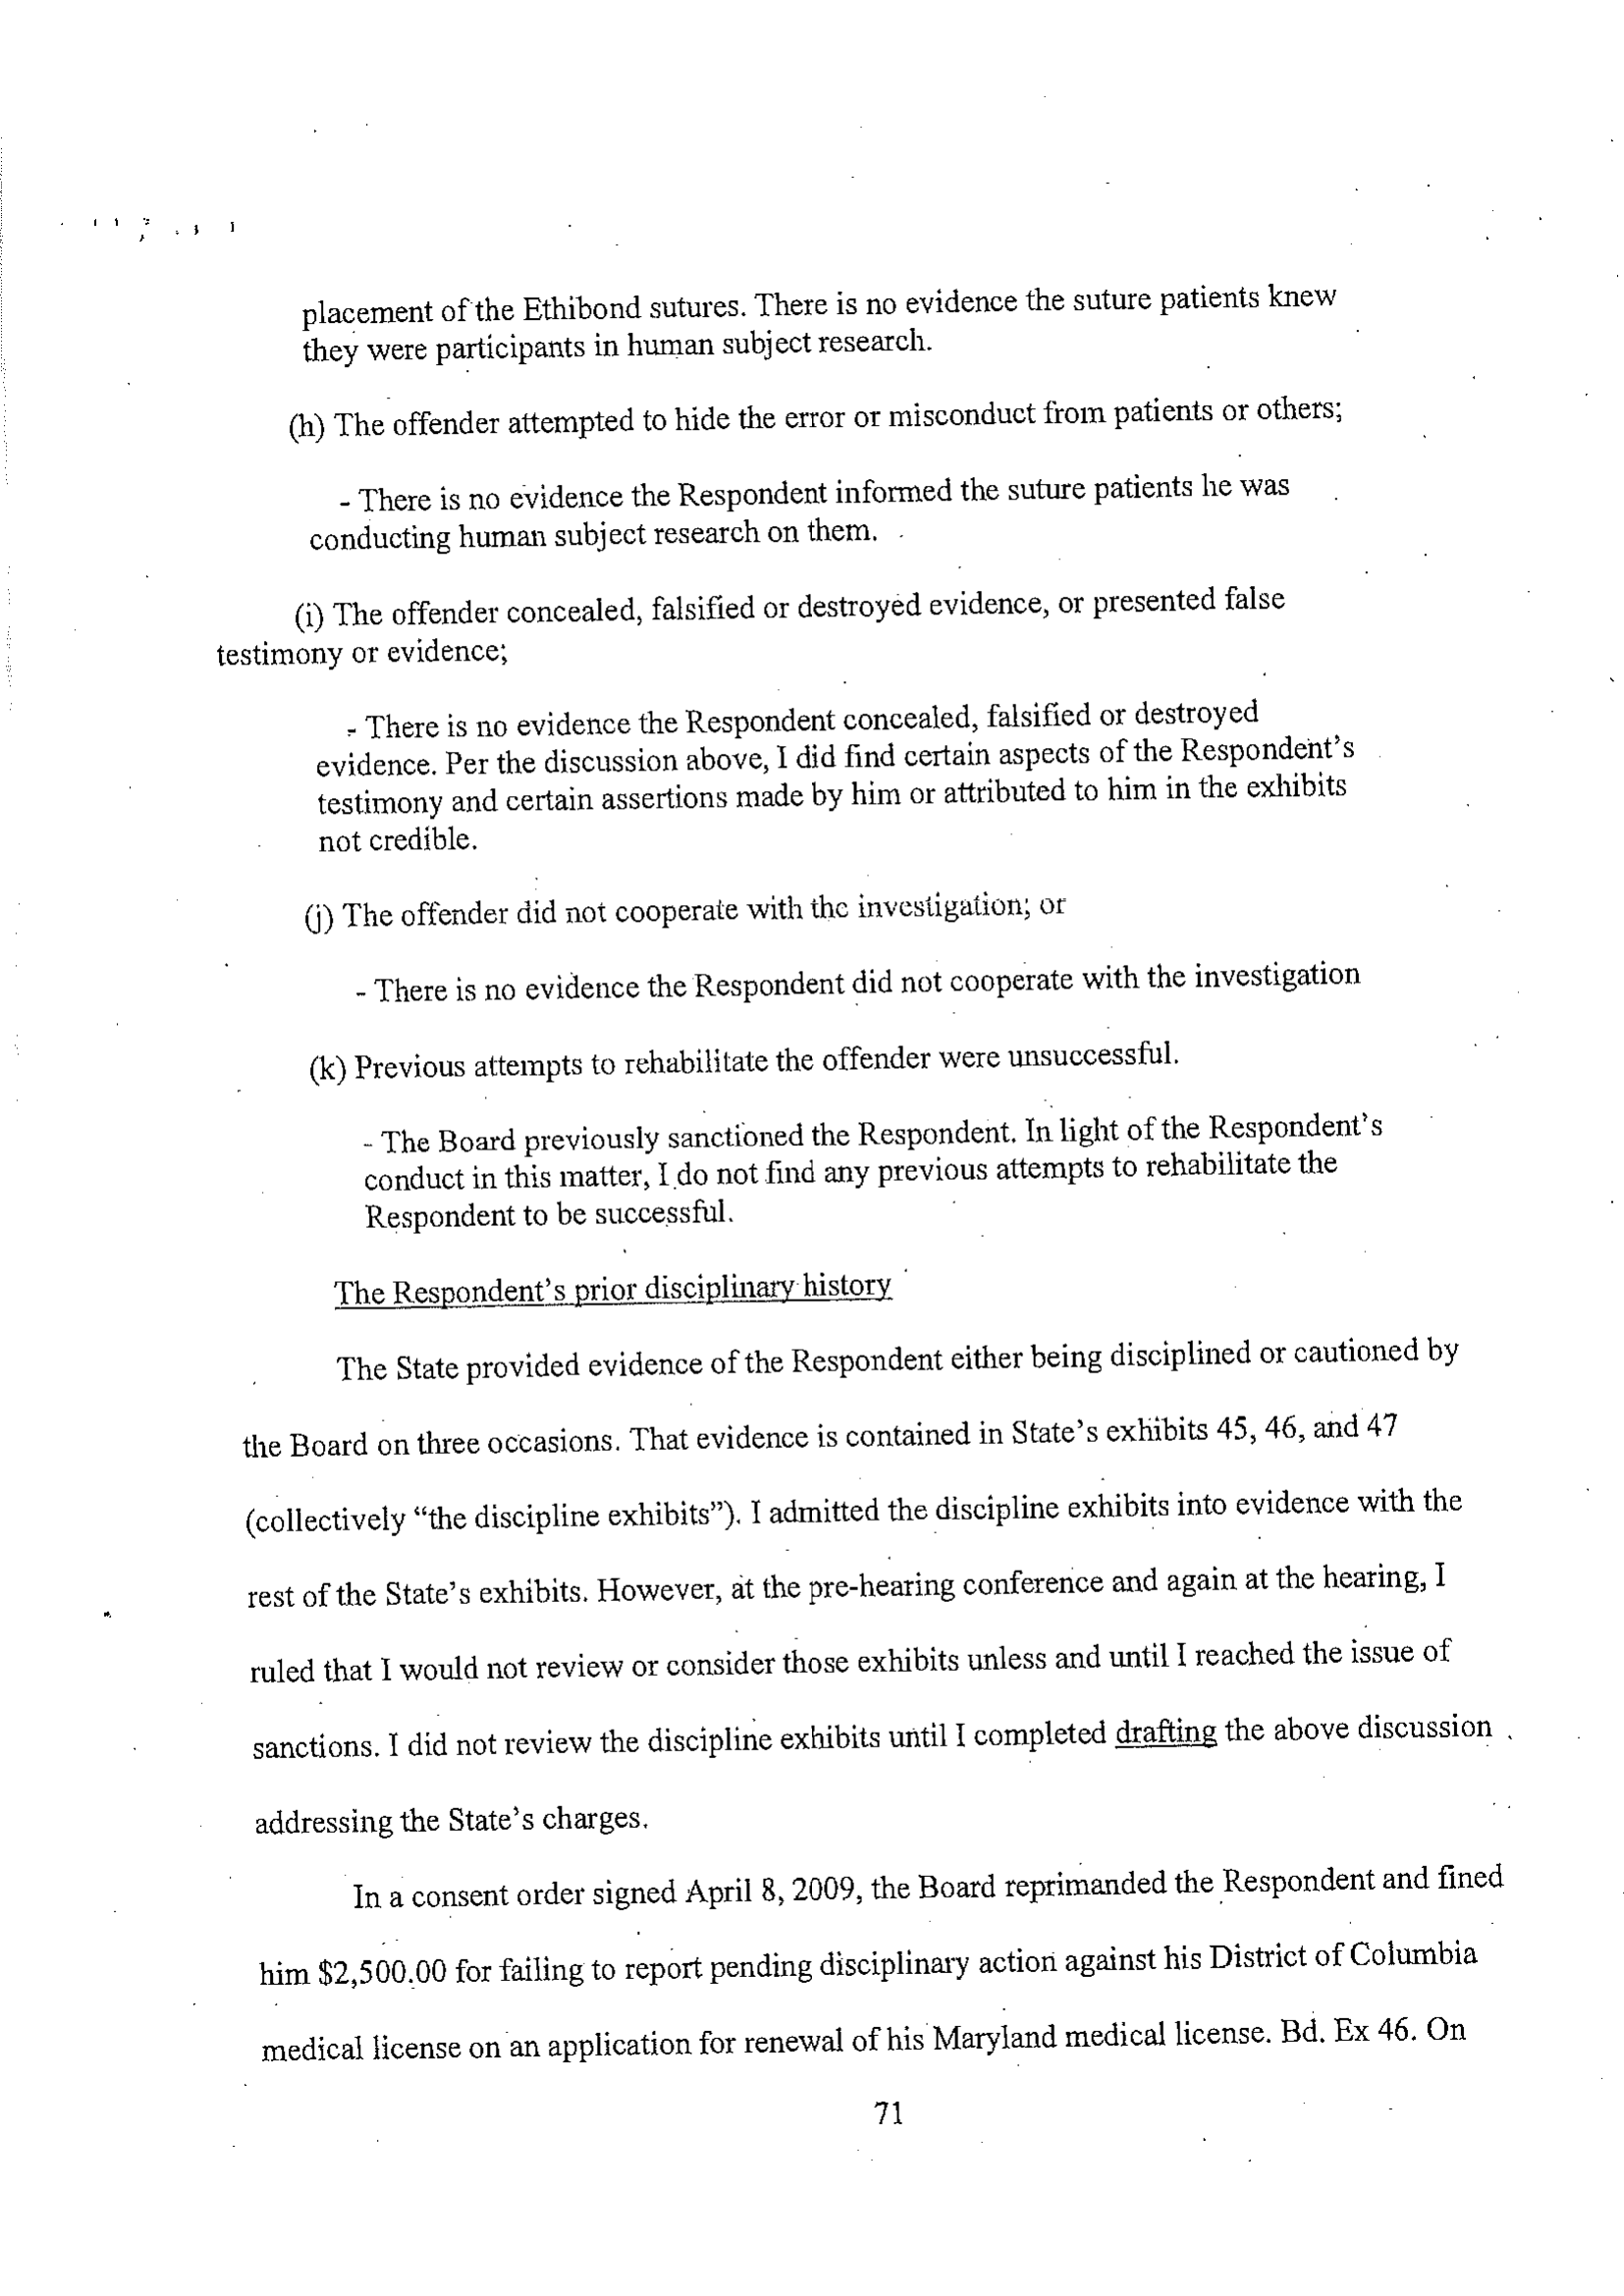 placement of the Ethibond sutures. There is no evidence the suture patients knew
they were participants in human subject research.
(h) The offender attempted to hide the error or misconduct from patients or others;
- There is no evidence the Respondent informed the suture patients he was
conducting human subject research on them.
(i) The offender concealed, falsified or destroyed evidence, or presented false
testimony or evidence;
- There is no evidence the Respondent concealed, falsified or destroyed
evidence. Per the discussion above, I did find certain aspects of the Respondent's
testimony and certain assertions made by him or attributed to him in the exhibits
not credible.
(j) The offender did not cooperate with the investigation; or
- There is no evidence the Respondent did not cooperate with the investigation
(k) Previous attempts to rehabilitate the offender were unsuccessful.
- The Board previously sanctioned the Respondent. In light of the Respondent's
conduct in this matter, I do not find any previous attempts to rehabilitate the
Respondent to be successful.
The Respondent's prior disciplinary history
The State provided evidence of the Respondent either being disciplined or cautioned by
the Board on three occasions. That evidence is contained in State's exhibits 45, 46, and 47
(collectively "the discipline exhibits"). I admitted the discipline exhibits into evidence with the
rest of the State's exhibits. However, at the pre-hearing conference and again at the hearing, I
ruled that I would not review or consider those exhibits unless and until I reached the issue of
sanctions. I did not review the discipline exhibits until I completed drafting the above discussion
addressing the State's charges.
In a consent order signed April 8, 2009, the Board reprimanded the Respondent and fined
him $2,500.00 for failing to report pending disciplinary action against his District of Columbia
medical license on an application for renewal of his Maryland medical license. Bd. Ex 46. On
71